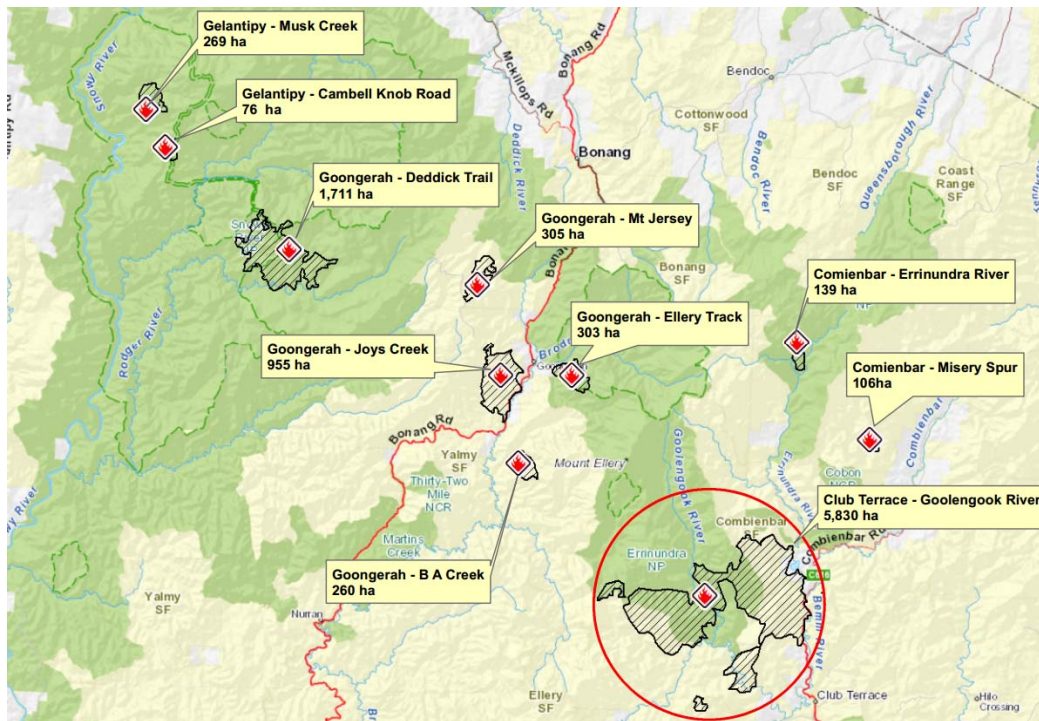 Gelantipy - Musk Creek
269 ha
Gelantipy - Cambell Knob Road
76 ha
Goongerah - Deddick Trail
1,711 ha
Goongerah - Mt Jersey
305 ha
Comienbar - Errinundra River
139 ha
Goongerah - Joys Creek
955 ha
Goongerah - Ellery Track
303 ha
Comienbar - Misery Spur
106ha
Club Terrace - Goolengook River
5,830 ha
Goongerah - B A Creek
260 ha
Mckillops Rd
Bonang Rd
Bendoc
Cottonwood
SF
Deddick River
Bonang
Bendoc River
Bendoc
SF
Queensborough River
Coast
Range SF
River
Bonang
SF
NP
Rodger River
Bonang Rd
Yalmy
SF
Thirty-Two
Mile
NCR
Mount Ellery
Goolengook River
Errinundra River
Cobon
Combienbar
Combienbar
SF
Combienbar Rd
Martins
Creek
Errinundra
NP
Yalmy
SF
Nurran
Bemm River
Ellery
SF
Club Terrace
Hilo
Crossing